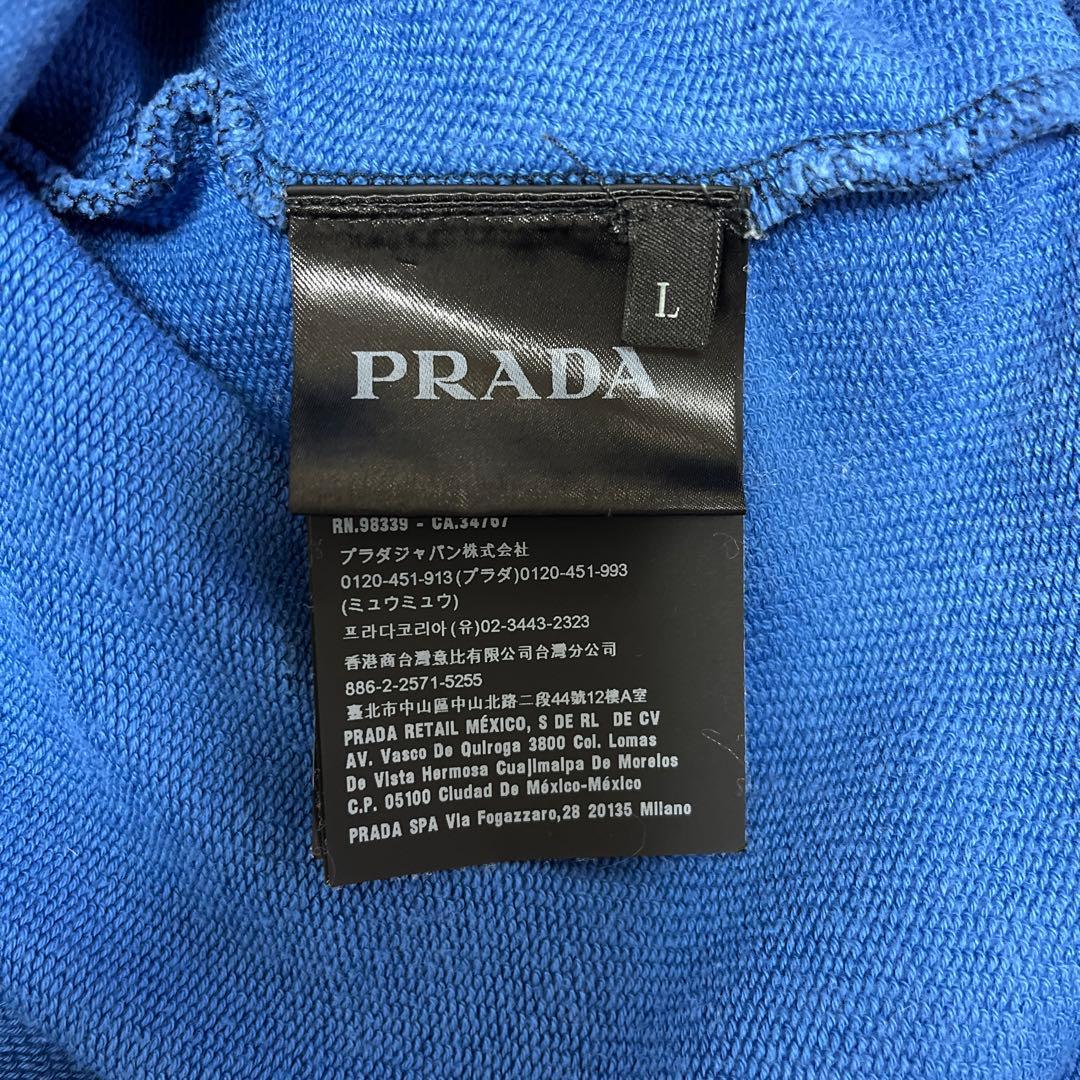 L
PRADA
RN.98339 - CA.34767
プラダジャパン株式会社
0120-451-913(プラダ)0120-451-993
(ミュウミュウ)
프라다코리아(유)02-3443-2323
香港商台灣意比有限公司台灣分公司
886-2-2571-5255
臺北市中山區中山北路二段44號12樓A室
PRADA RETAIL MÉXICO, S DE RL DE CV
AV. Vasco De Quiroga 3800 Col. Lomas
De Vista Hermosa Cuajimalpa De Morelos
C.P. 05100 Ciudad De México-México
PRADA SPA Via Fogazzaro,28 20135 Milano